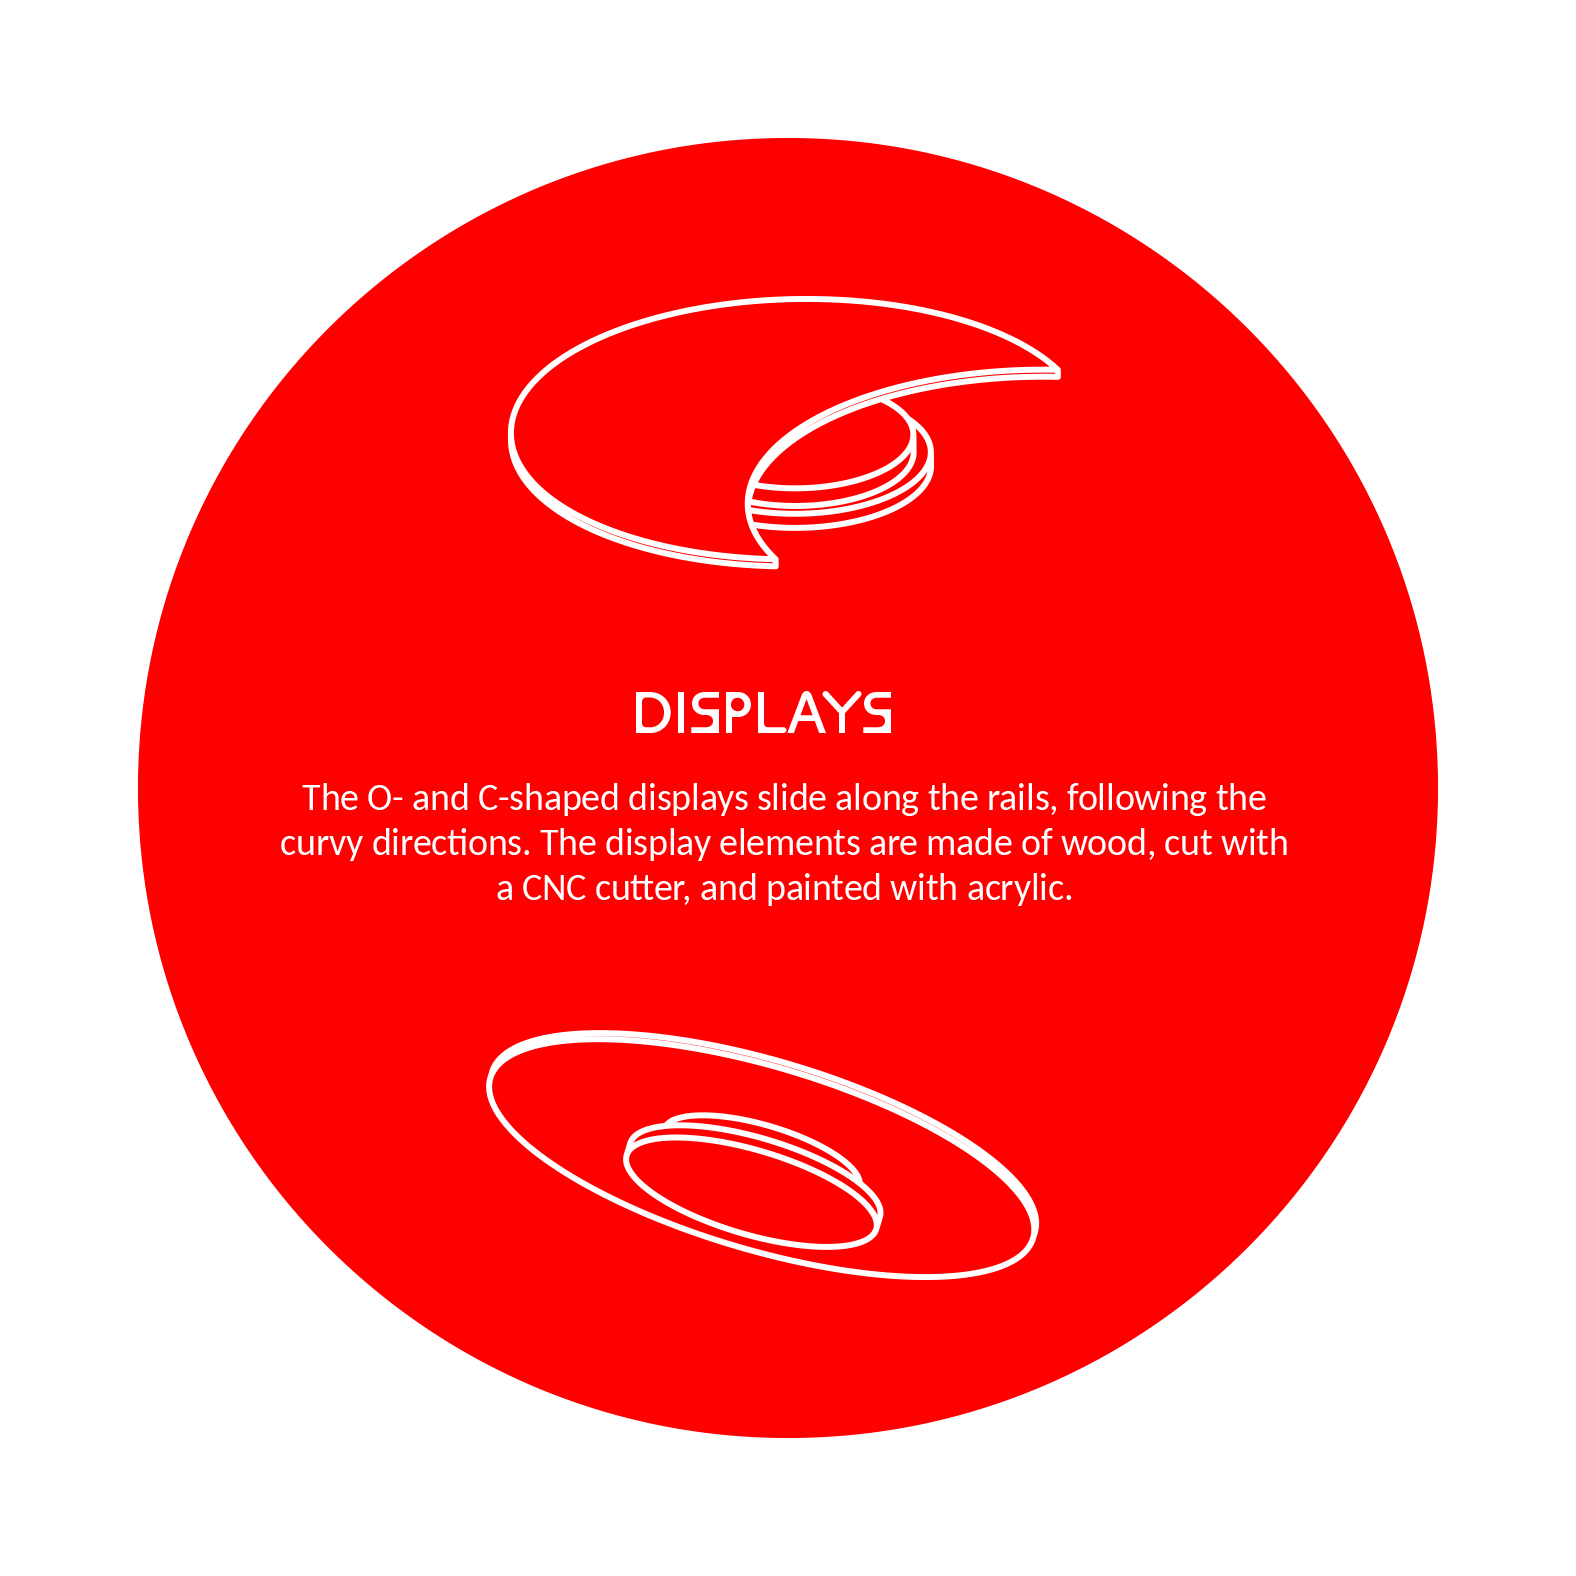 DISPLAYS
The O- and C-shaped displays slide along the rails, following the
curvy directions. The display elements are made of wood, cut with
a CNC cutter, and painted with acrylic.